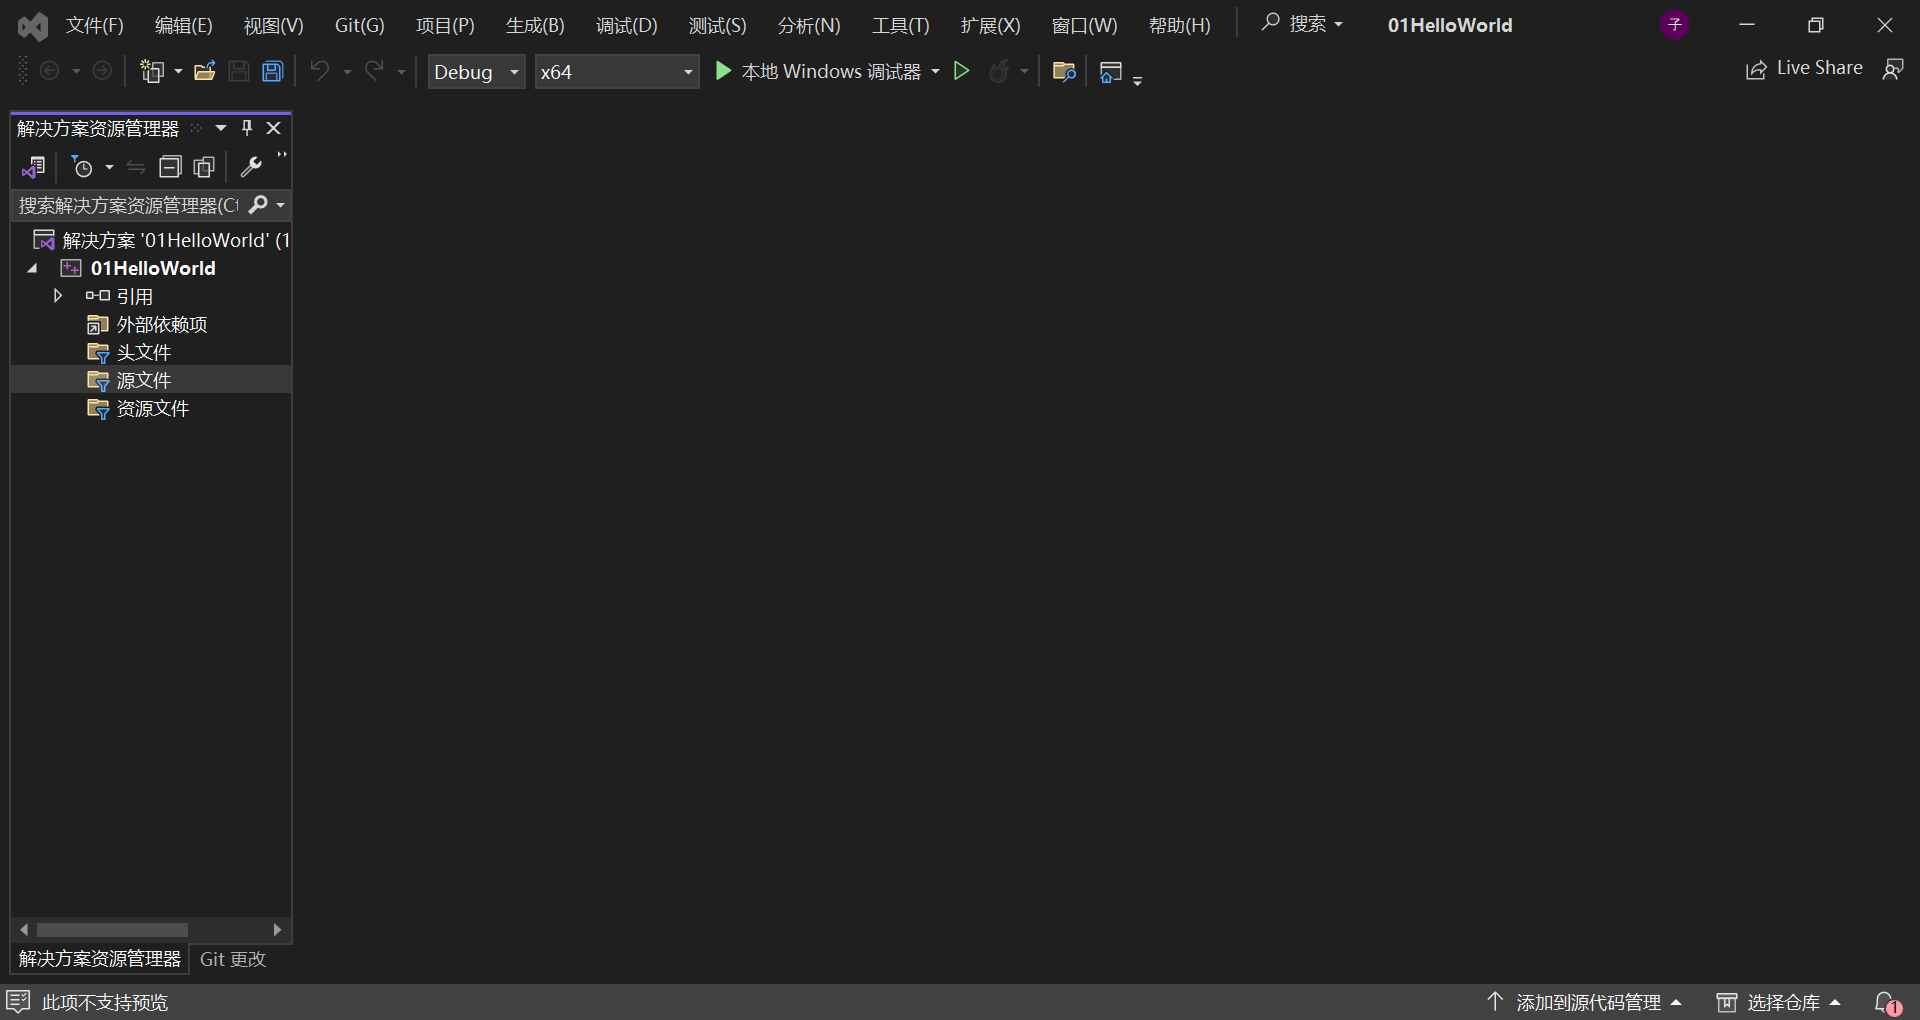 文件(F) 编辑(E) 视图(V) Git(G) 项目(P) 生成(B) 调试(D) 测试(S) 分析(N) 工具(T) 扩展(X) 窗口(W) 帮助(H) 搜索 01HelloWorld 子
Debug x64 本地 Windows 调试器 Live Share
解决方案资源管理器
搜索解决方案资源管理器(Ct
解决方案 '01HelloWorld' (1
01HelloWorld
引用
外部依赖项
头文件
源文件
资源文件
解决方案资源管理器 Git 更改
此项不支持预览 添加到源代码管理 选择仓库 1